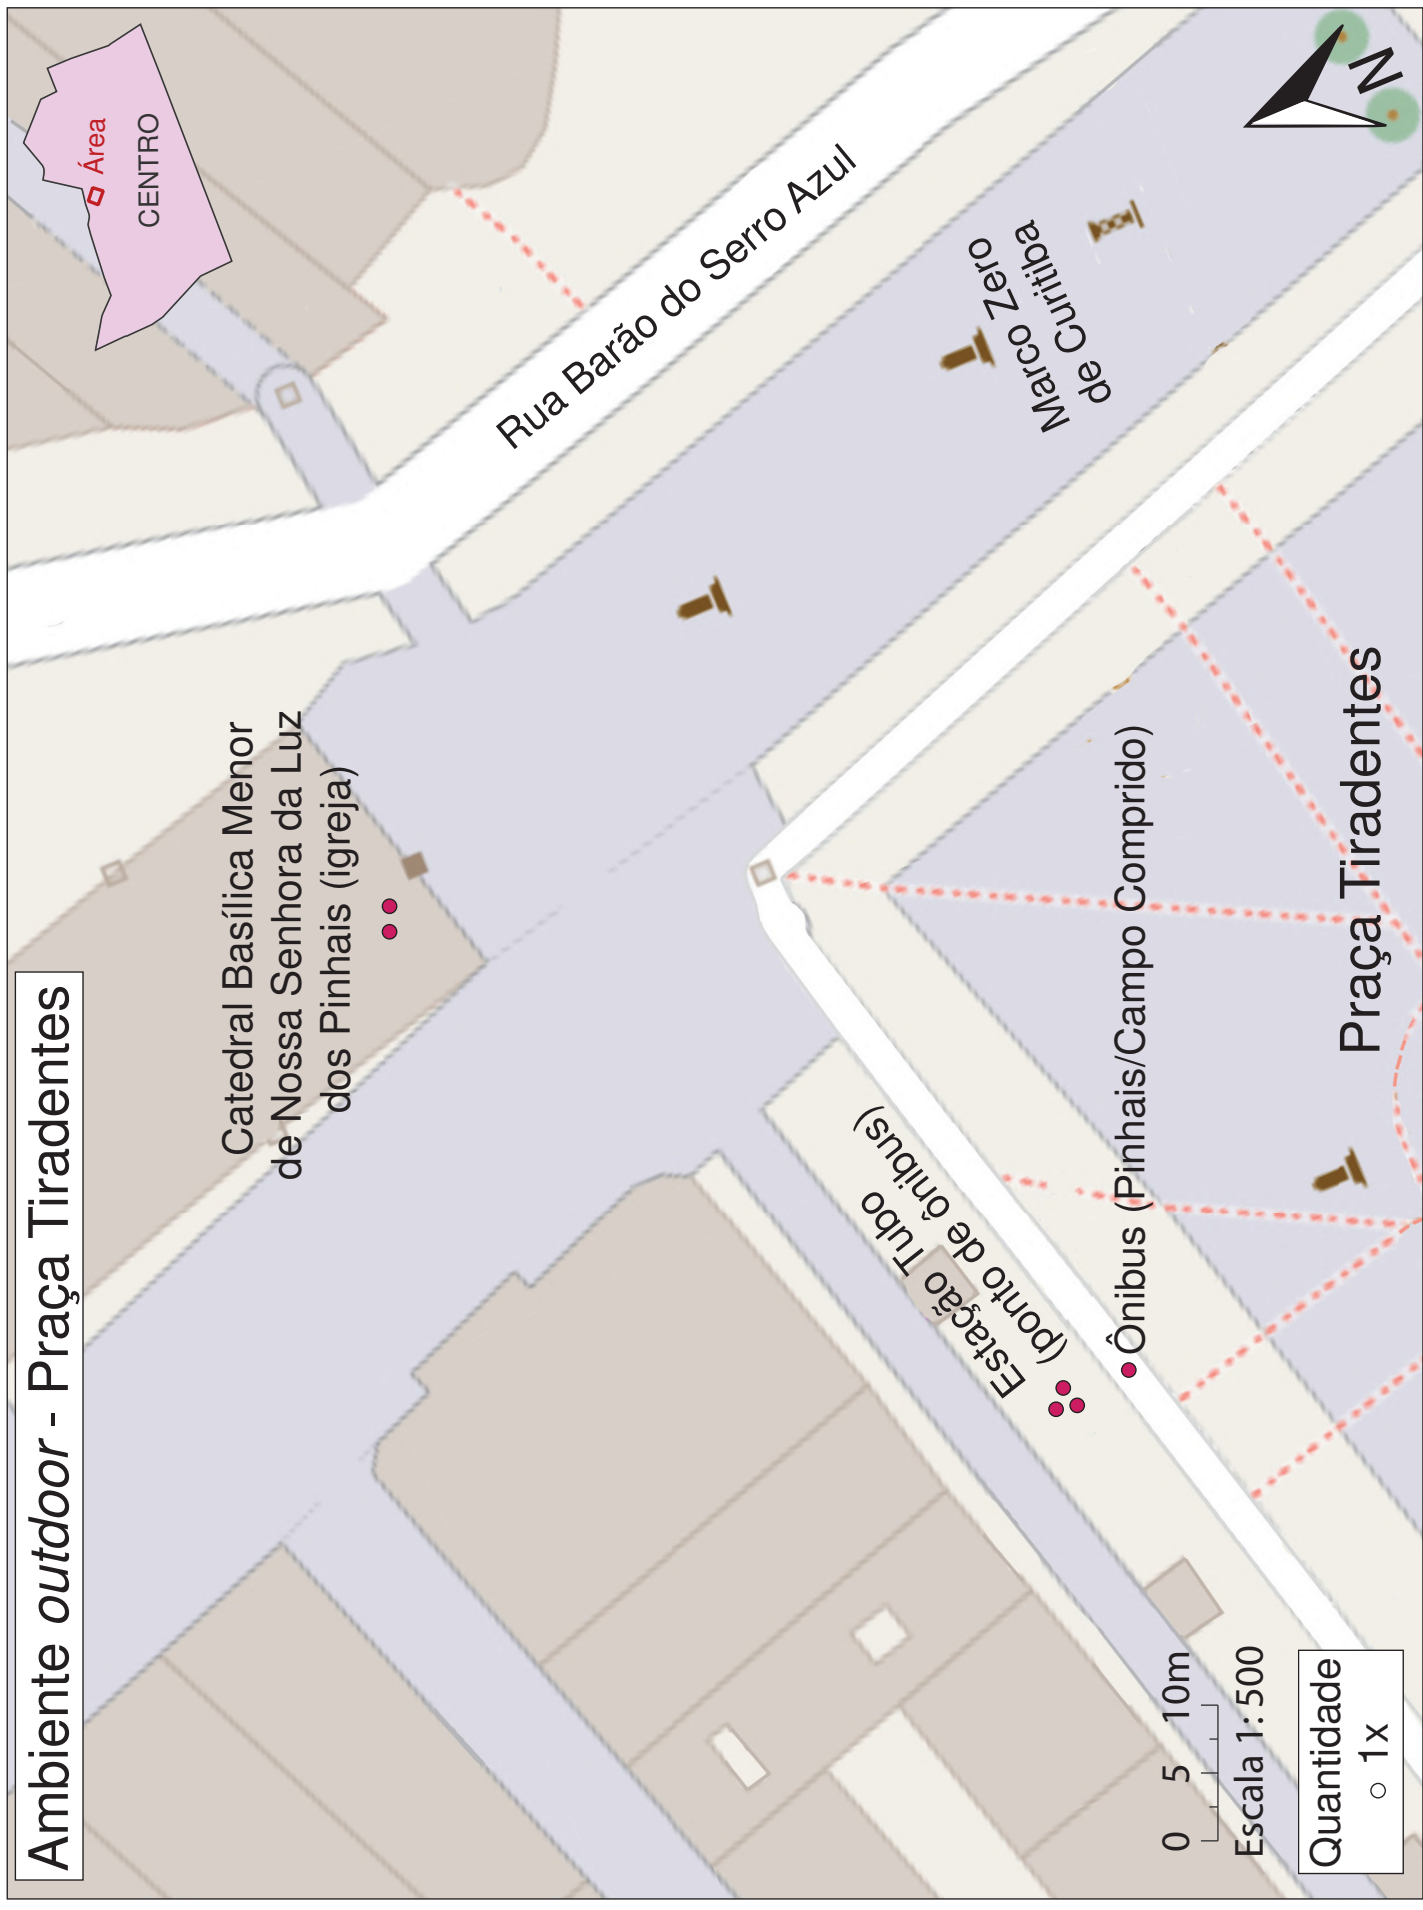 Ambiente outdoor - Praça Tiradentes
Área
CENTRO
Catedral Basílica Menor
de Nossa Senhora da Luz
dos Pinhais (igreja)
Rua Barão do Serro Azul
Marco Zero
de Curitiba
N
Estação Tubo
(ponto de ônibus)
Ônibus (Pinhais/Campo Comprido)
Praça Tiradentes
0 5 10m
Escala 1:500
Quantidade
1x